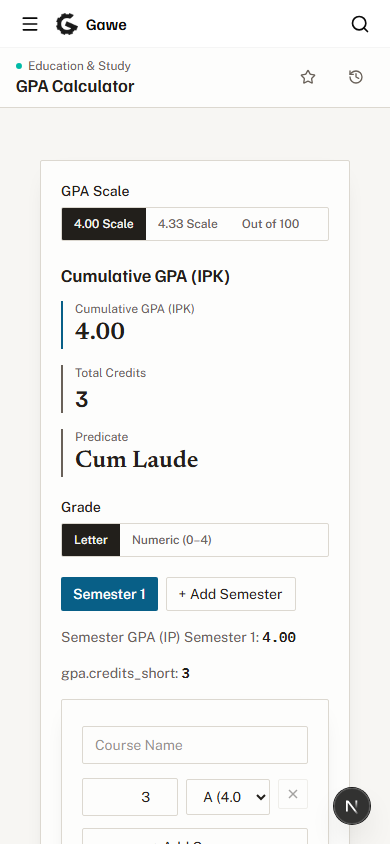 Gawe
Education & Study
GPA Calculator
GPA Scale
4.00 Scale 4.33 Scale Out of 100
Cumulative GPA (IPK)
Cumulative GPA (IPK)
4.00
Total Credits
3
Predicate
Cum Laude
Grade
Letter Numeric (0–4)
Semester 1 + Add Semester
Semester GPA (IP) Semester 1: 4.00
gpa.credits_short: 3
Course Name
3 A (4.0 ✕
N